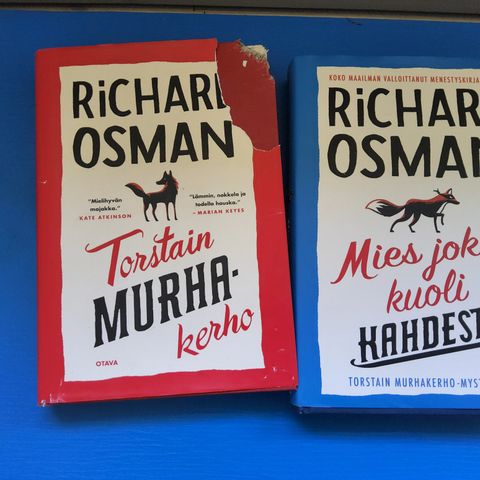 RiCHAR
OSMAN
"Mielihyvän
majakka."
KATE ATKINSON
"Lämmin, nokkela ja
todella hauska."
- MARIAN KEYES
Torstain
MURHA-
kerho
OTAVA
KOKO MAAILMAN VALLOITTANUT MENESTYSKIRJA
RiCHAR
OSMAN
Mies jok
kuoli
KAHDEST
TORSTAIN MURHAKERHO-MYST